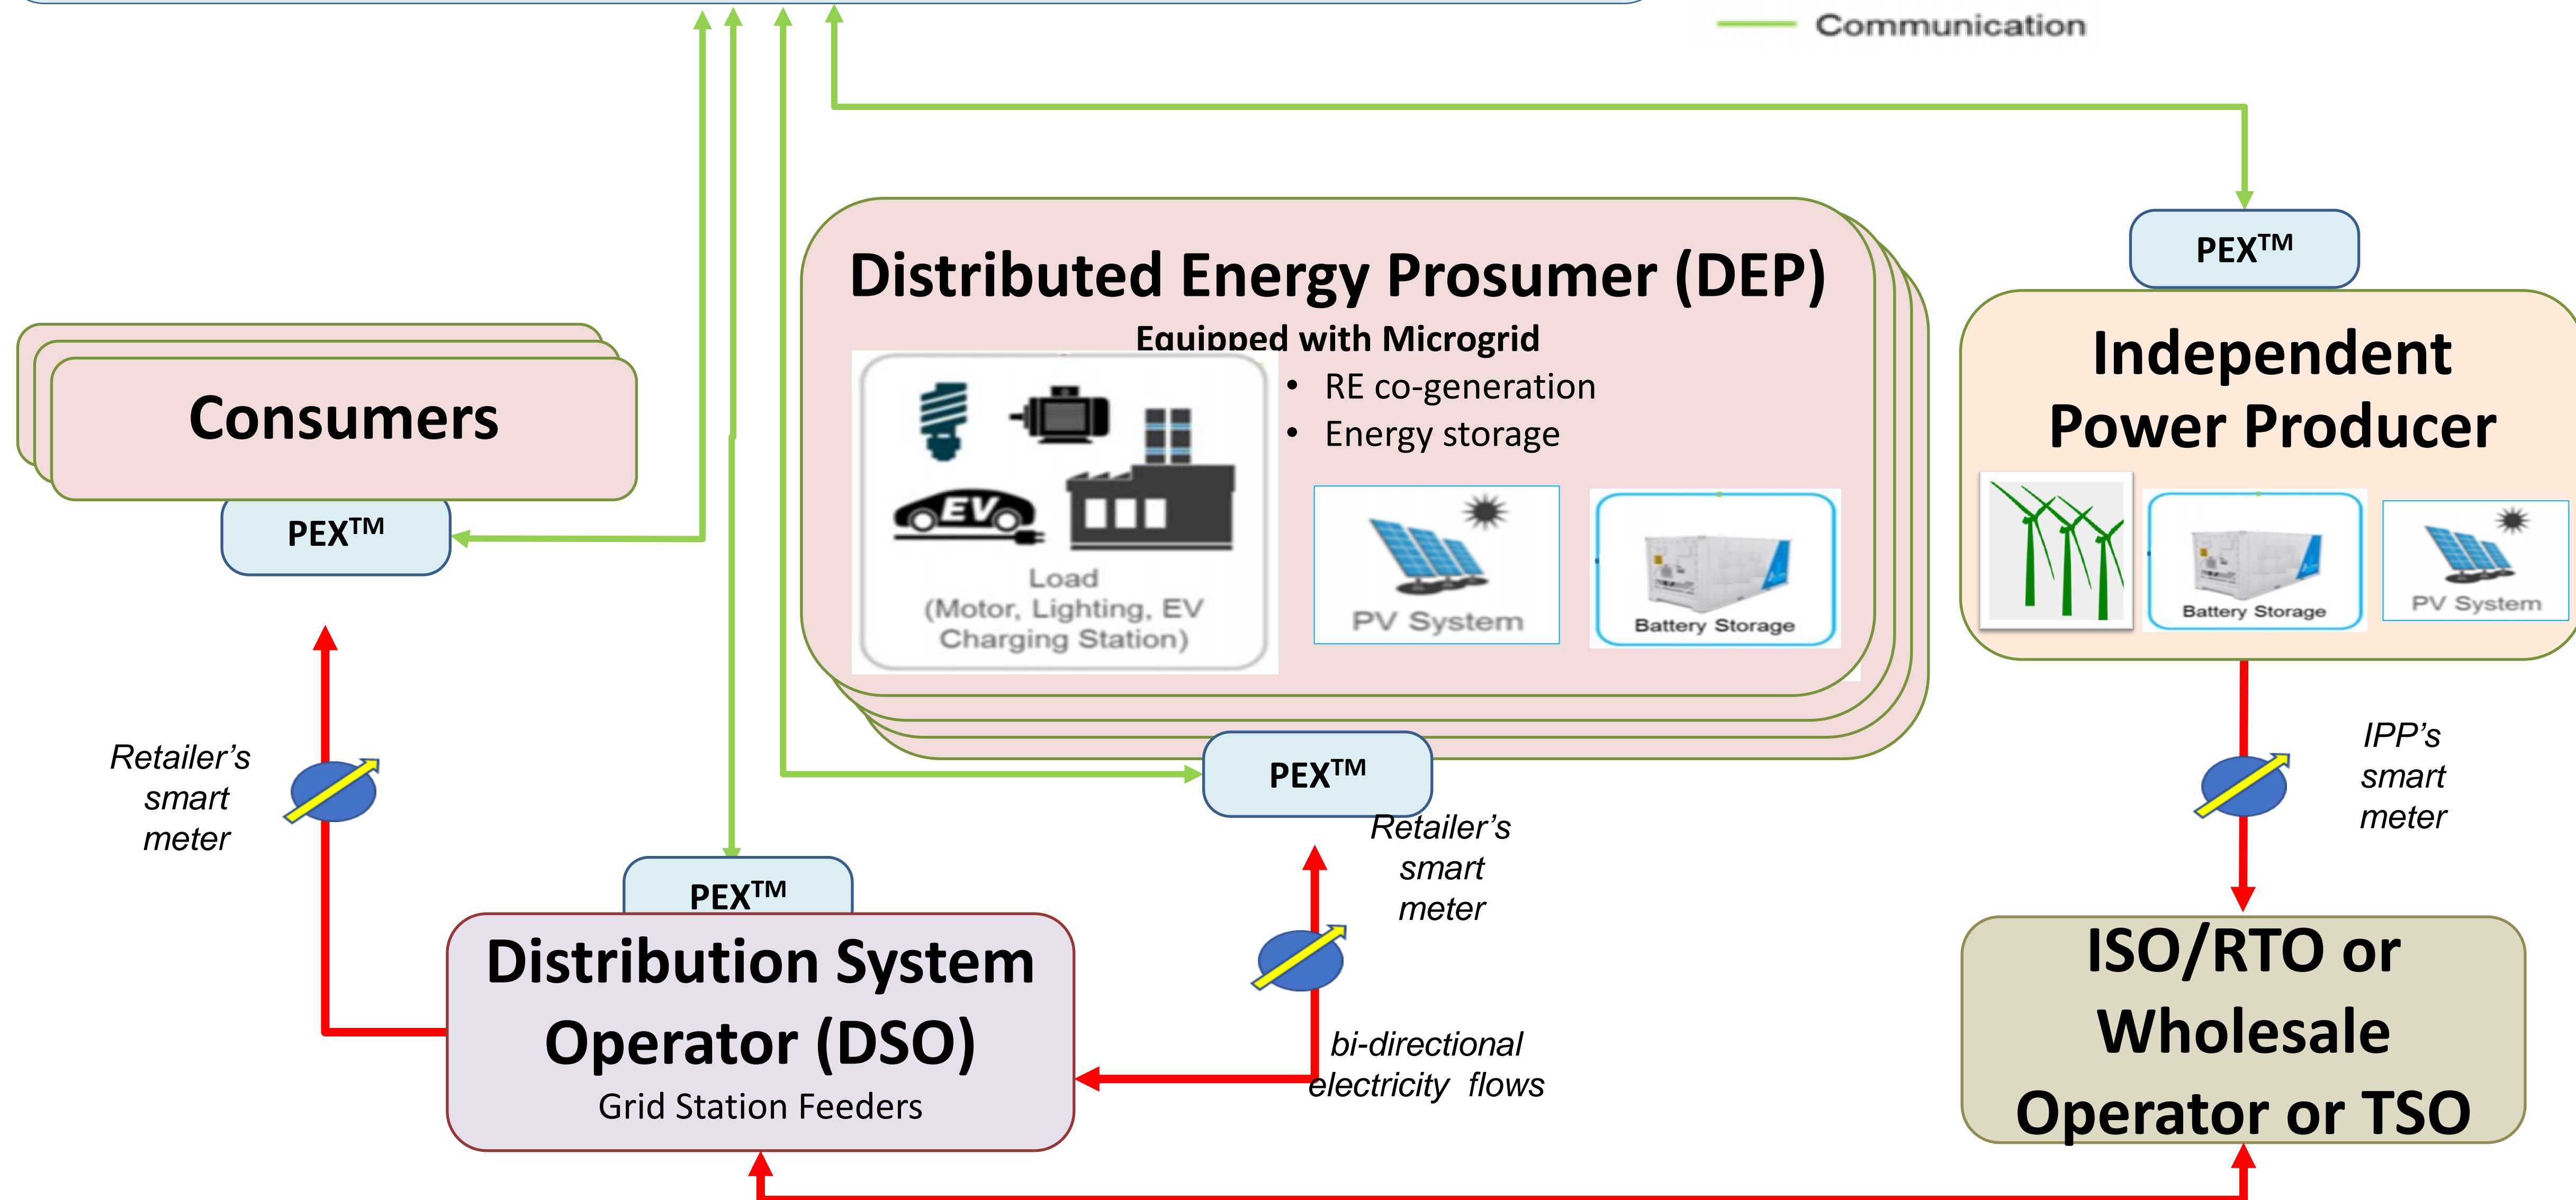 Communication
PEX™
Distributed Energy Prosumer (DEP)
Equipped with Microgrid
• RE co-generation
• Energy storage
EV
Load
(Motor, Lighting, EV
Charging Station)
PV System
Battery Storage
Independent
Power Producer
Battery Storage
PV System
Consumers
PEX™
Retailer’s
smart
meter
PEX™
Retailer’s
smart
meter
IPP’s
smart
meter
PEX™
Distribution System
Operator (DSO)
Grid Station Feeders
bi-directional
electricity flows
ISO/RTO or
Wholesale
Operator or TSO